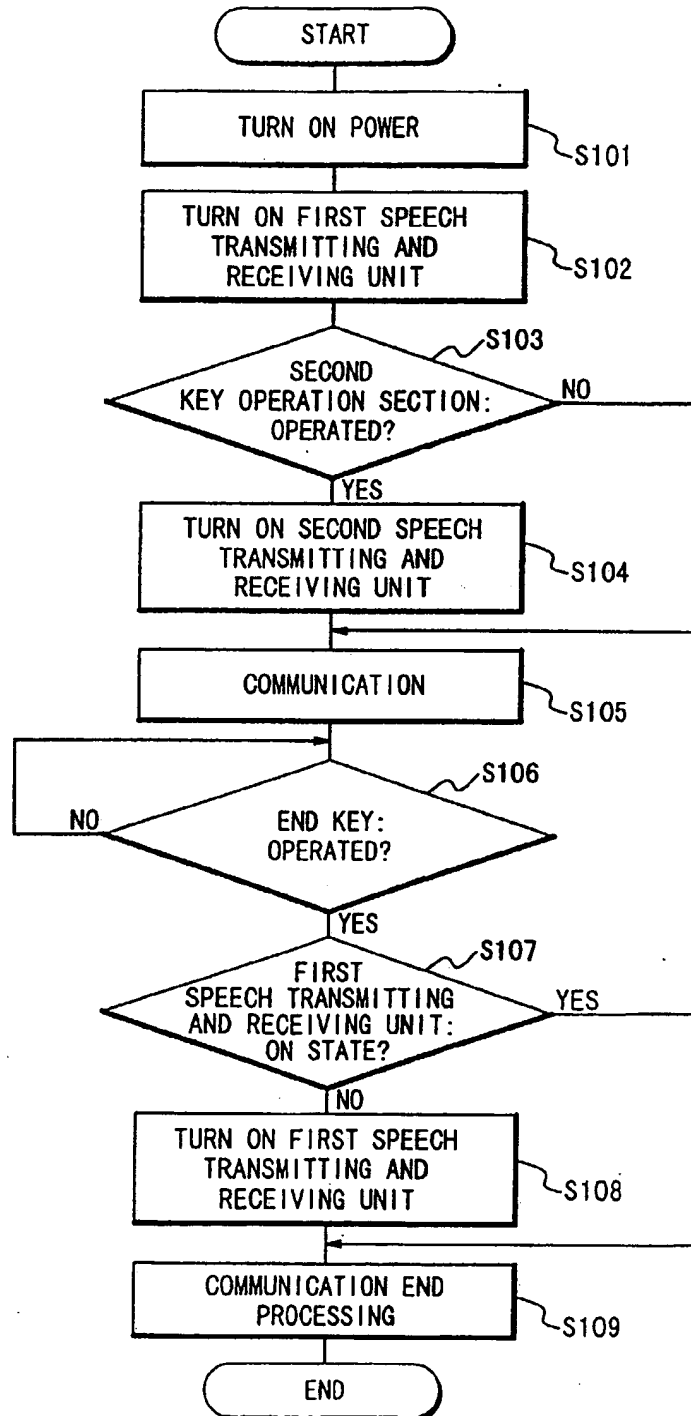 START
TURN ON POWER
S101
TURN ON FIRST SPEECH
TRANSMITTING AND
RECEIVING UNIT
S102
S103
SECOND
KEY OPERATION SECTION:
OPERATED?
NO
YES
TURN ON SECOND SPEECH
TRANSMITTING AND
RECEIVING UNIT
S104
COMMUNICATION
S105
S106
NO
END KEY:
OPERATED?
YES
S107
FIRST
SPEECH TRANSMITTING
AND RECEIVING UNIT:
ON STATE?
YES
NO
TURN ON FIRST SPEECH
TRANSMITTING AND
RECEIVING UNIT
S108
COMMUNICATION END
PROCESSING
S109
END